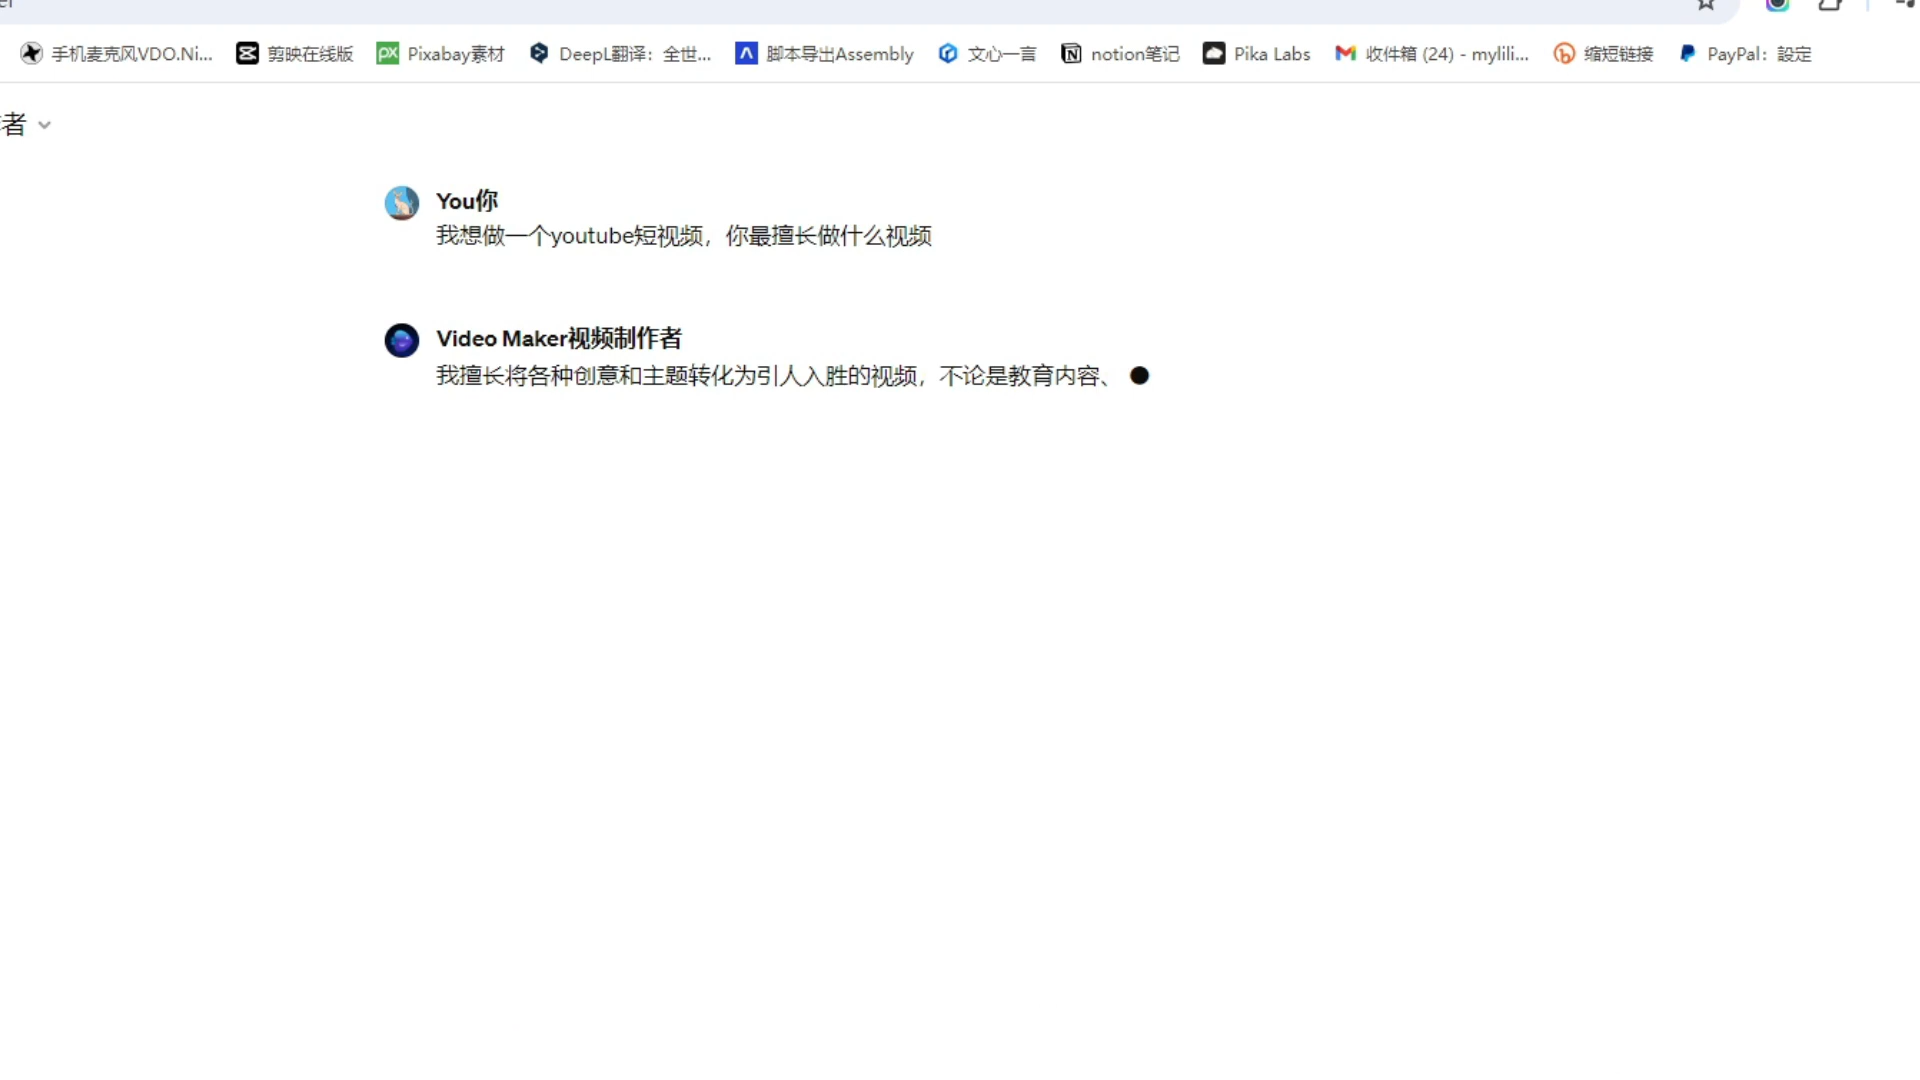 手机麦克风VDO.Ni... 剪映在线版 Pixabay素材 DeepL翻译：全世... 脚本导出Assembly 文心一言 notion笔记 Pika Labs 收件箱 (24) - mylili... 缩短链接 PayPal：設定
者
You你
我想做一个youtube短视频，你最擅长做什么视频
Video Maker视频制作者
我擅长将各种创意和主题转化为引人入胜的视频，不论是教育内容、